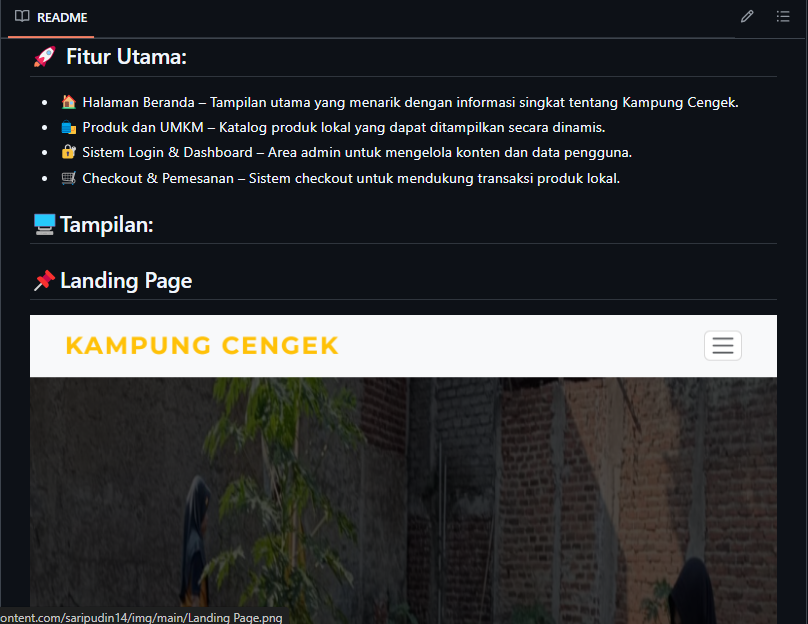 README
🚀 Fitur Utama:
🏠 Halaman Beranda – Tampilan utama yang menarik dengan informasi singkat tentang Kampung Cengek.
🛍️ Produk dan UMKM – Katalog produk lokal yang dapat ditampilkan secara dinamis.
🔐 Sistem Login & Dashboard – Area admin untuk mengelola konten dan data pengguna.
🛒 Checkout & Pemesanan – Sistem checkout untuk mendukung transaksi produk lokal.
🖥️ Tampilan:
📌 Landing Page
KAMPUNG CENGEK
ontent.com/saripudin14/img/main/Landing Page.png